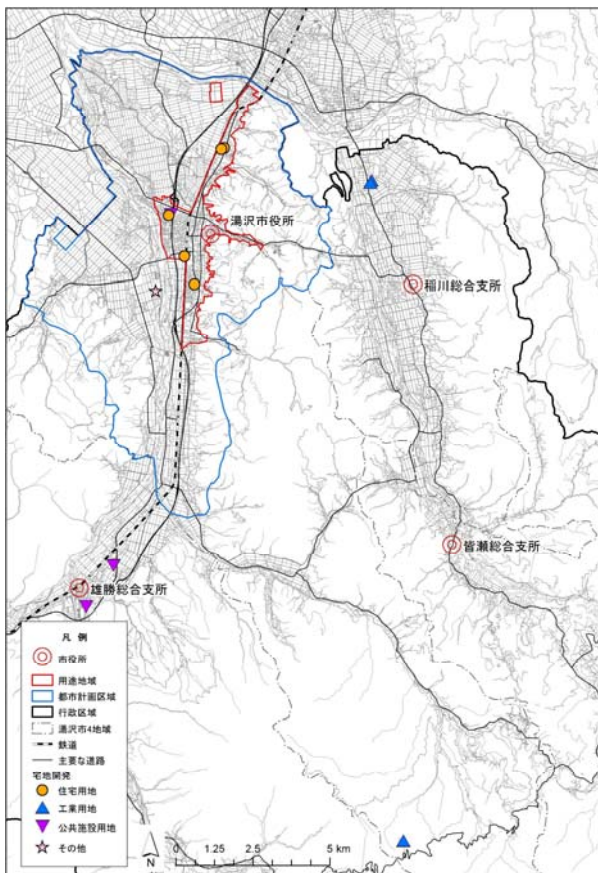 湯沢市役所
稲川総合支所
皆瀬総合支所
雄勝総合支所
凡 例
市役所
用途地域
都市計画区域
行政区域
湯沢市4地域
鉄道
主要な道路
宅地開発
住宅用地
工業用地
公共施設用地
その他
N
0 1.25 2.5 5 km